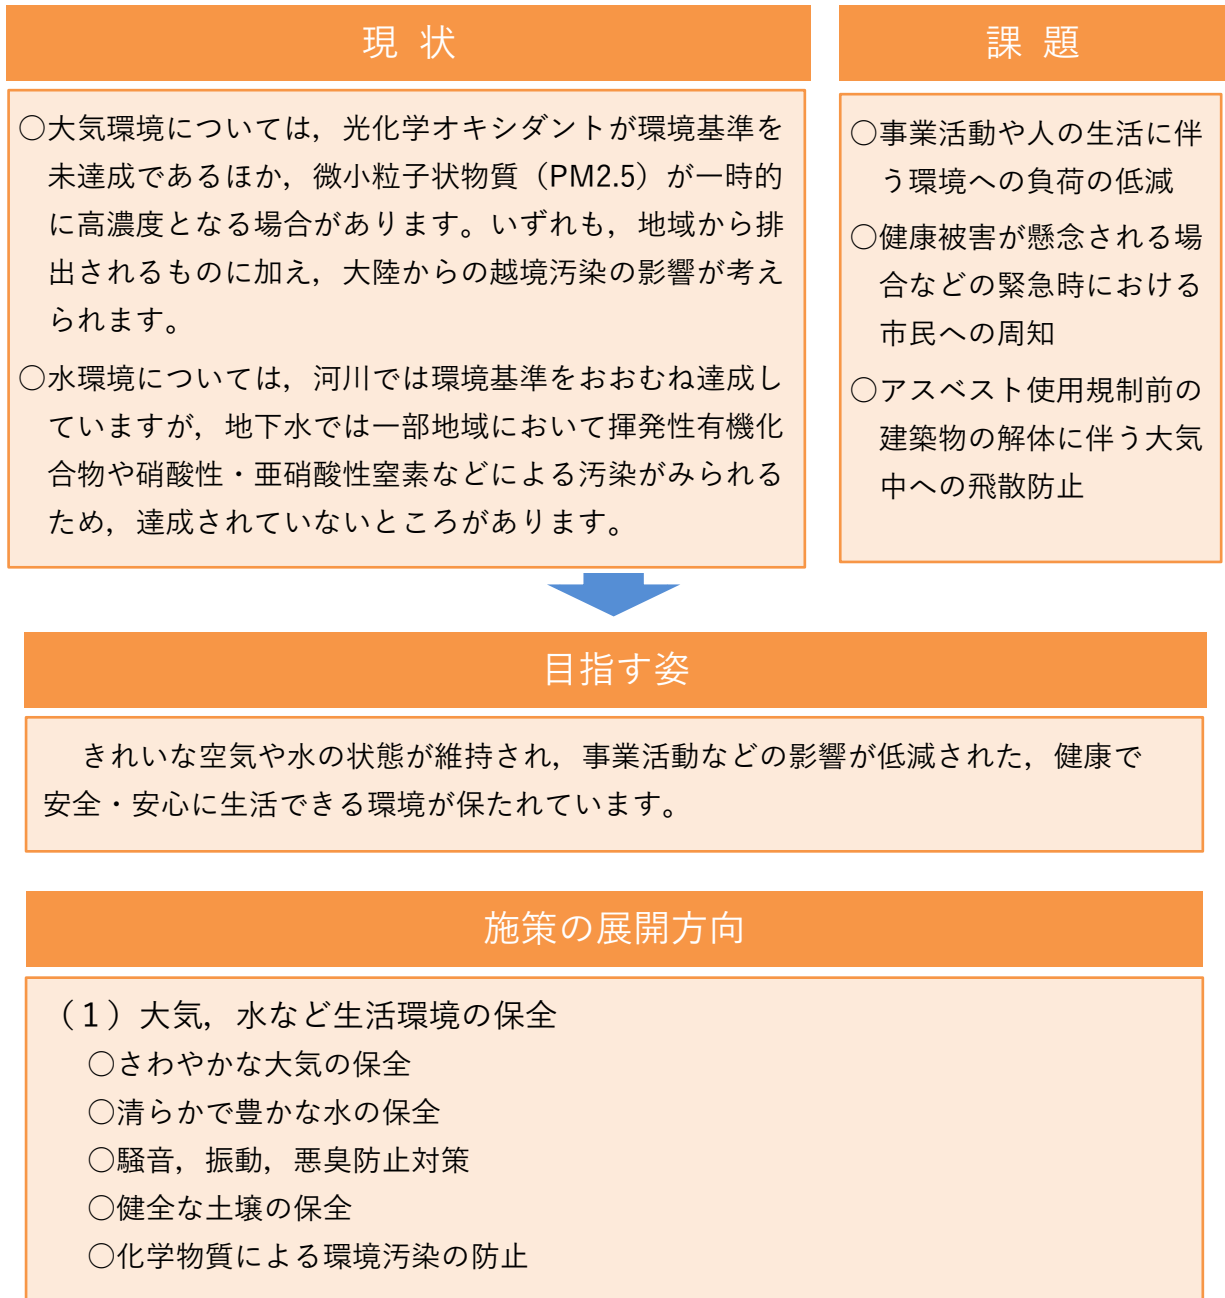 現 状
○大気環境については，光化学オキシダントが環境基準を
未達成であるほか，微小粒子状物質（PM2.5）が一時的
に高濃度となる場合があります。いずれも，地域から排
出されるものに加え，大陸からの越境汚染の影響が考え
られます。
○水環境については，河川では環境基準をおおむね達成し
ていますが，地下水では一部地域において揮発性有機化
合物や硝酸性・亜硝酸性窒素などによる汚染がみられる
ため，達成されていないところがあります。
課 題
○事業活動や人の生活に伴
う環境への負荷の低減
○健康被害が懸念される場
合などの緊急時における
市民への周知
○アスベスト使用規制前の
建築物の解体に伴う大気
中への飛散防止
目指す姿
きれいな空気や水の状態が維持され，事業活動などの影響が低減された，健康で
安全・安心に生活できる環境が保たれています。
施策の展開方向
（１）大気，水など生活環境の保全
○さわやかな大気の保全
○清らかで豊かな水の保全
○騒音，振動，悪臭防止対策
○健全な土壌の保全
○化学物質による環境汚染の防止